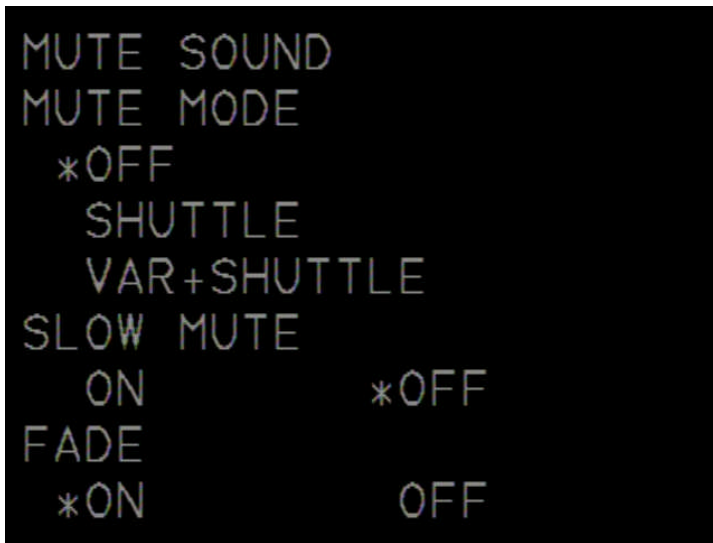 MUTE SOUND
MUTE MODE
*OFF
SHUTTLE
VAR+SHUTTLE
SLOW MUTE
ON *OFF
FADE
*ON OFF